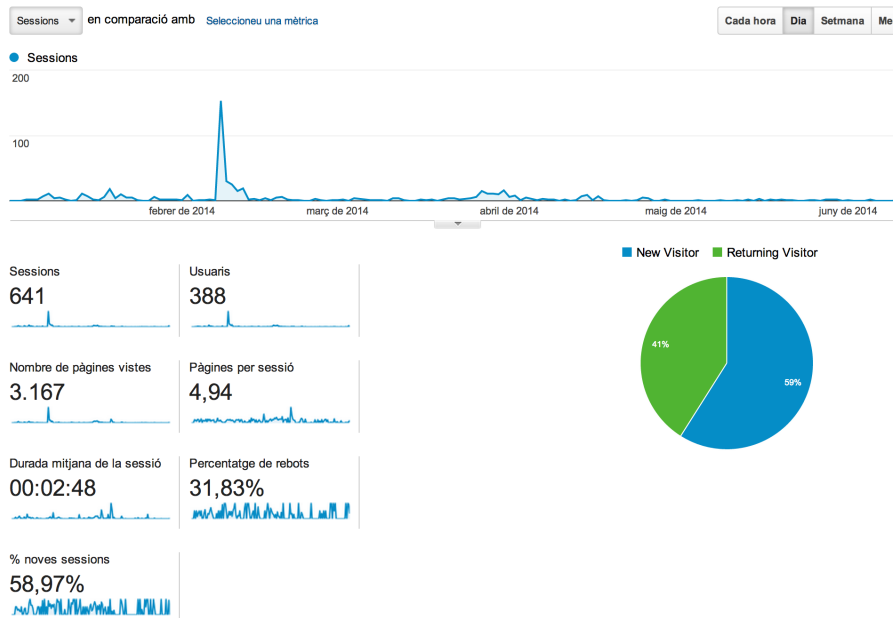 Sessions en comparació amb Seleccioneu una mètrica Cada hora Dia Setmana Me
Sessions
200
100
febrer de 2014 març de 2014 abril de 2014 maig de 2014 juny de 2014
New Visitor Returning Visitor
Sessions Usuaris
641 388
41%
Nombre de pàgines vistes Pàgines per sessió
59%
3.167 4,94
Durada mitjana de la sessió Percentatge de rebots
00:02:48 31,83%
% noves sessions
58,97%